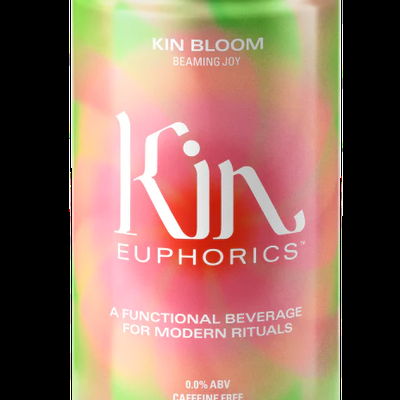 KIN BLOOM
BEAMING JOY
Kin
EUPHORICS™
A FUNCTIONAL BEVERAGE
FOR MODERN RITUALS
0.0% ABV
CAFFEINE FREE